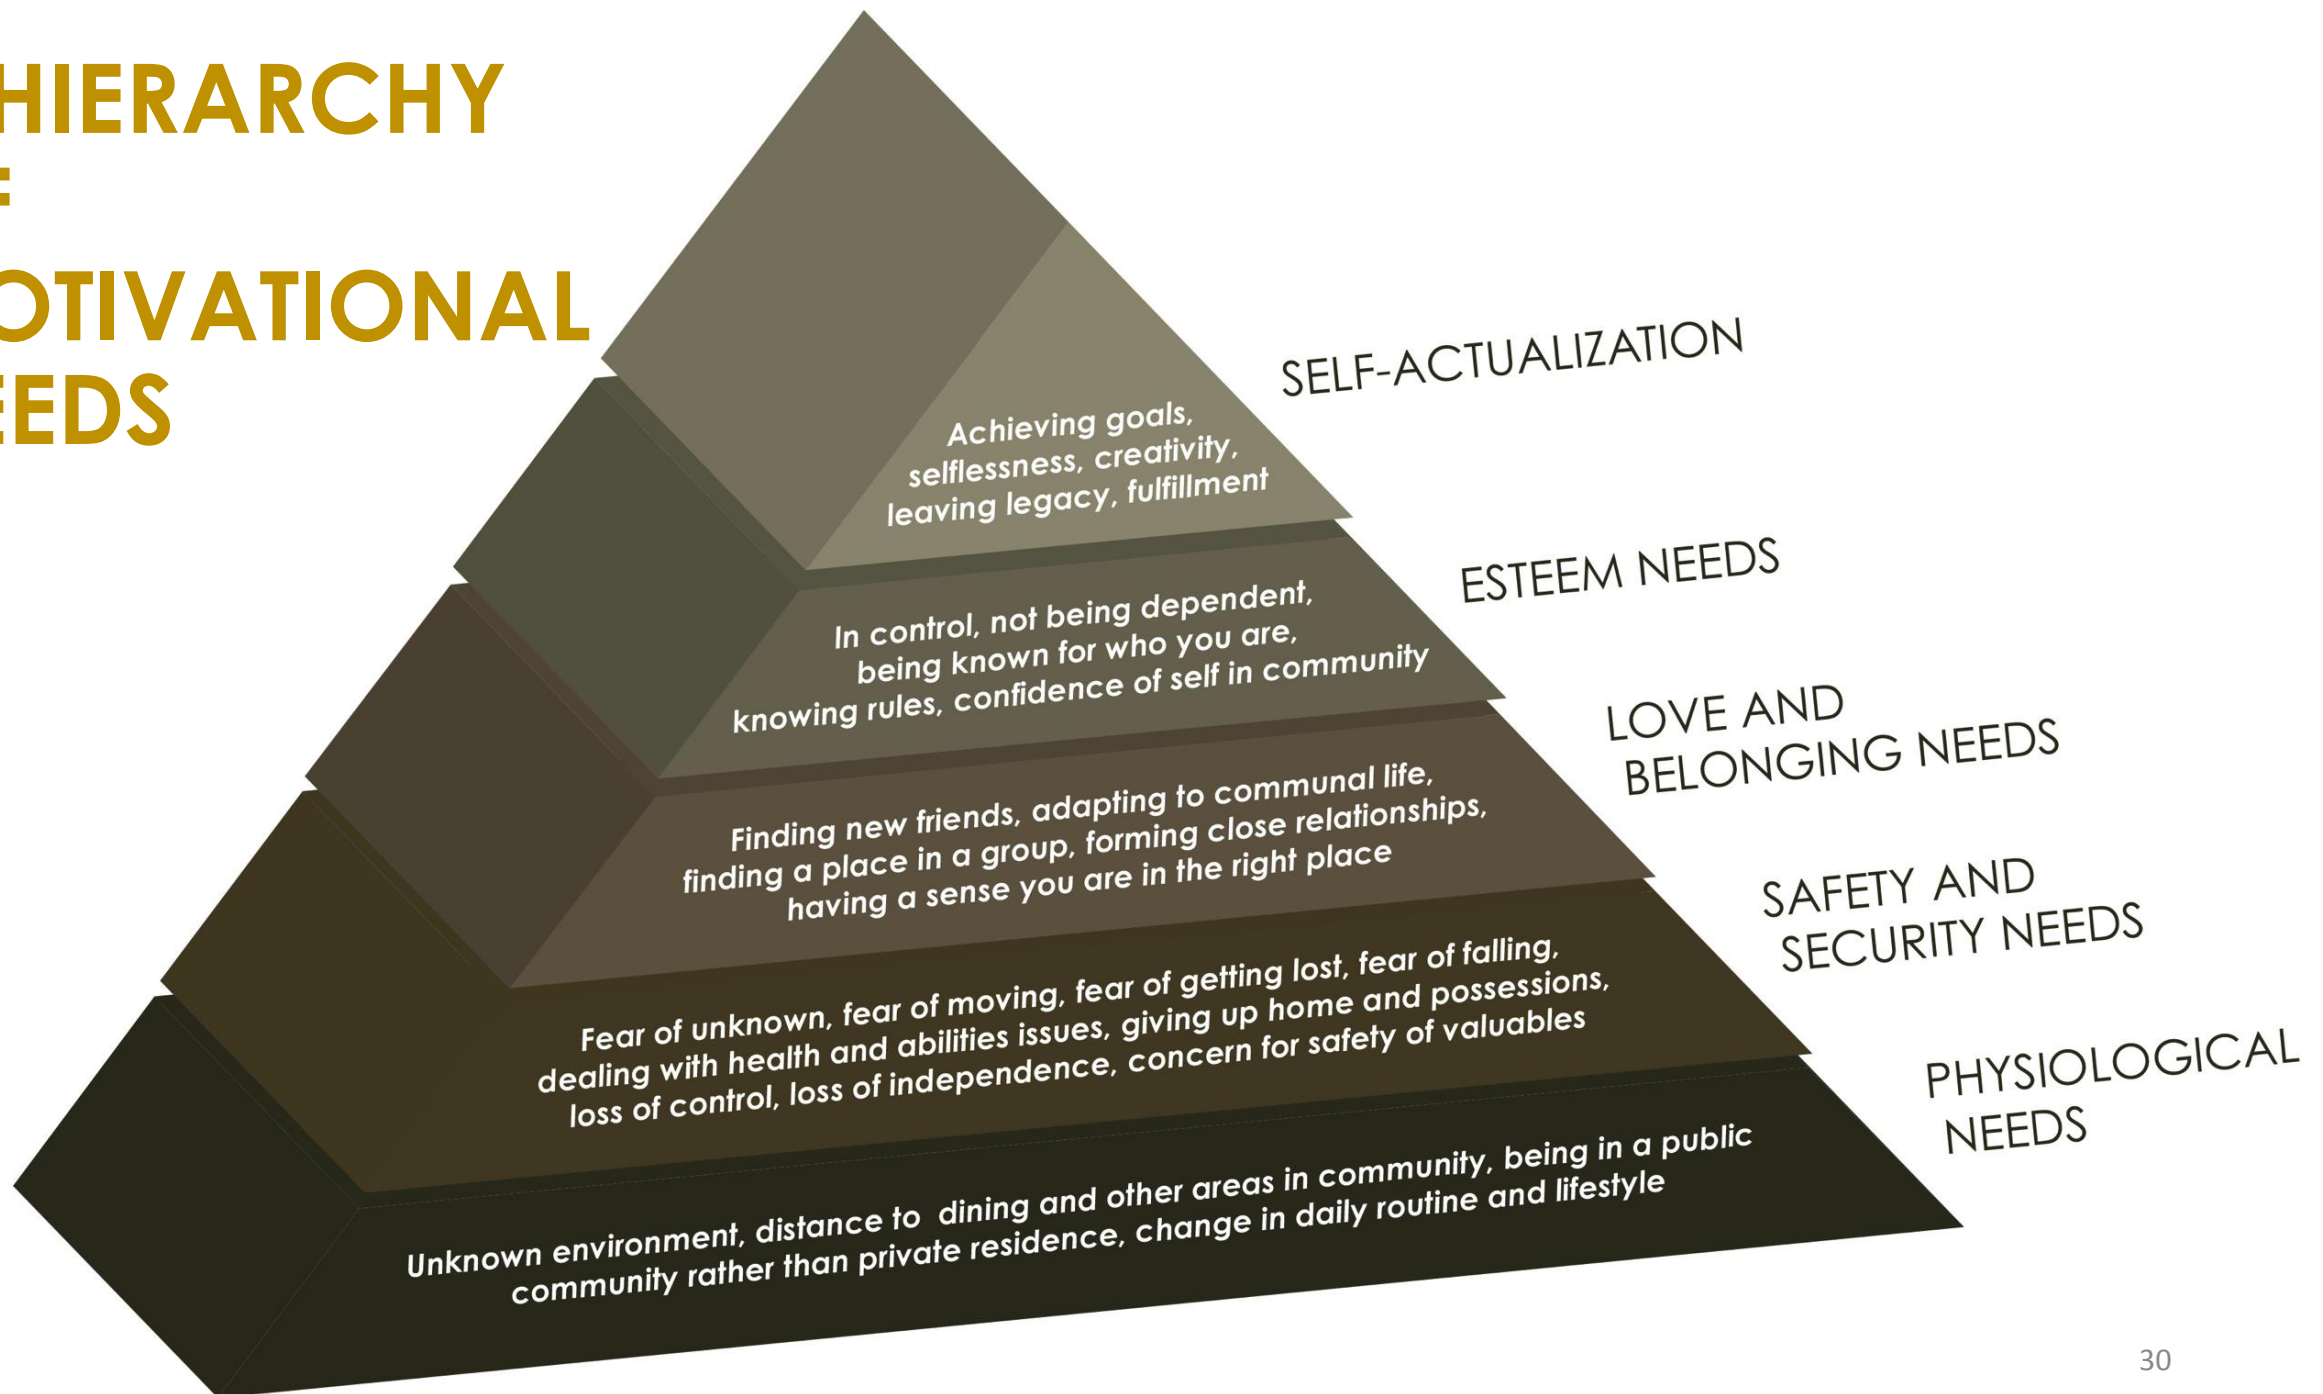 HIERARCHY
OTIVATIONAL
EEDS
SELF-ACTUALIZATION
Achieving goals,
selflessness, creativity,
leaving legacy, fulfillment
ESTEEM NEEDS
In control, not being dependent,
being known for who you are,
knowing rules, confidence of self in community
LOVE AND
BELONGING NEEDS
Finding new friends, adapting to communal life,
finding a place in a group, forming close relationships,
having a sense you are in the right place
SAFETY AND
SECURITY NEEDS
Fear of unknown, fear of moving, fear of getting lost, fear of falling,
dealing with health and abilities issues, giving up home and possessions,
loss of control, loss of independence, concern for safety of valuables
PHYSIOLOGICAL
NEEDS
Unknown environment, distance to dining and other areas in community, being in a public
community rather than private residence, change in daily routine and lifestyle
30